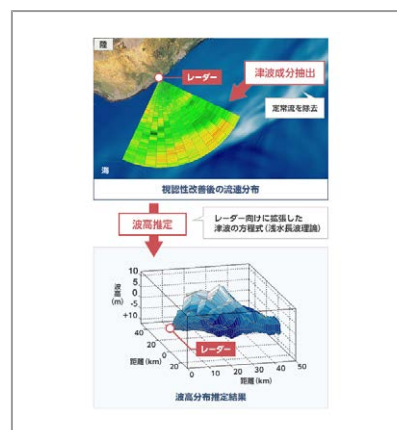 陸
レーダー
津波成分抽出
定常流を除去
海
視認性改善後の流速分布
波高推定
レーダー向けに拡張した
津波の方程式(浅水長波理論)
波高(m)
10
5
0
-5
+10
40
20
0
20
距離(km)
レーダー
0
10
20
30
40
50
距離(km)
波高分布推定結果